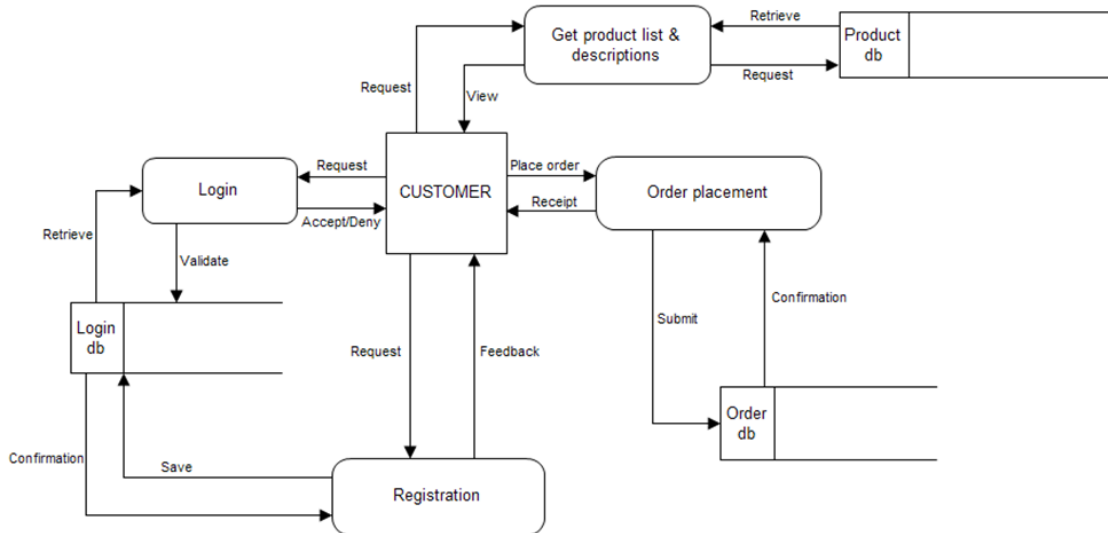 Get product list &
descriptions
Retrieve
Product
db
Request
Request
View
Request
Place order
Login
CUSTOMER
Order placement
Accept/Deny
Receipt
Retrieve
Validate
Confirmation
Submit
Login
db
Request
Feedback
Order
db
Confirmation
Save
Registration